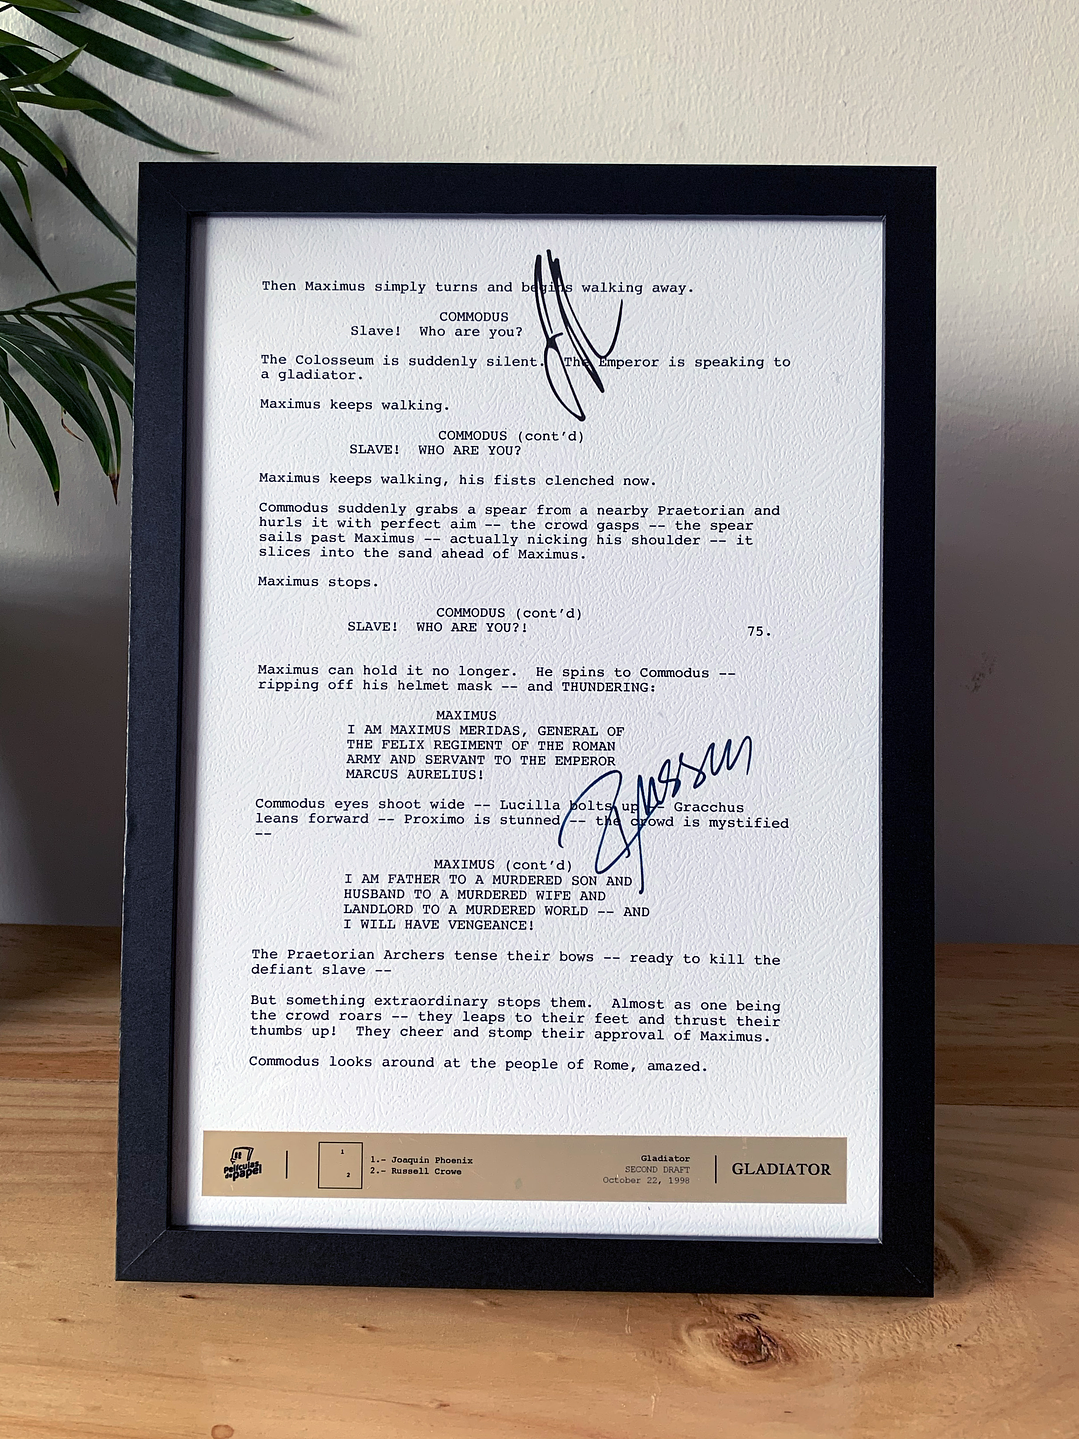 Then Maximus simply turns and begins walking away.
COMMODUS
Slave! Who are you?
The Colosseum is suddenly silent. The Emperor is speaking to
a gladiator.
Maximus keeps walking.
COMMODUS (cont'd)
SLAVE! WHO ARE YOU?
Maximus keeps walking, his fists clenched now.
Commodus suddenly grabs a spear from a nearby Praetorian and
hurls it with perfect aim -- the crowd gasps -- the spear
sails past Maximus -- actually nicking his shoulder -- it
slices into the sand ahead of Maximus.
Maximus stops.
COMMODUS (cont'd)
SLAVE! WHO ARE YOU?!
75.
Maximus can hold it no longer. He spins to Commodus --
ripping off his helmet mask -- and THUNDERING:
MAXIMUS
I AM MAXIMUS MERIDAS, GENERAL OF
THE FELIX REGIMENT OF THE ROMAN
ARMY AND SERVANT TO THE EMPEROR
MARCUS AURELIUS!
Commodus eyes shoot wide -- Lucilla bolts up -- Gracchus
leans forward -- Proximo is stunned -- the crowd is mystified
--
MAXIMUS (cont'd)
I AM FATHER TO A MURDERED SON AND
HUSBAND TO A MURDERED WIFE AND
LANDLORD TO A MURDERED WORLD -- AND
I WILL HAVE VENGEANCE!
The Praetorian Archers tense their bows -- ready to kill the
defiant slave --
But something extraordinary stops them. Almost as one being
the crowd roars -- they leaps to their feet and thrust their
thumbs up! They cheer and stomp their approval of Maximus.
Commodus looks around at the people of Rome, amazed.
Películas
de papel
1
2
1.- Joaquin Phoenix
2.- Russell Crowe
Gladiator
SECOND DRAFT
October 22, 1998
GLADIATOR